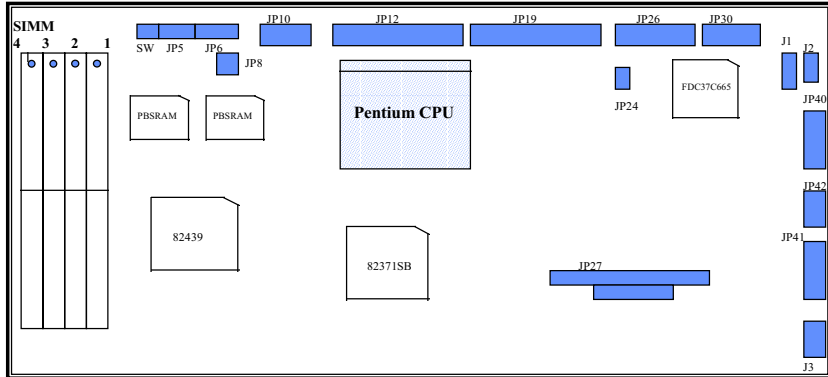 SIMM
4 3 2 1
SW JP5 JP6
JP8
JP10
JP12
JP19
JP26
JP30
J1
J2
JP24
FDC37C665
JP40
PBSRAM
PBSRAM
Pentium CPU
JP42
82439
82371SB
JP41
JP27
J3